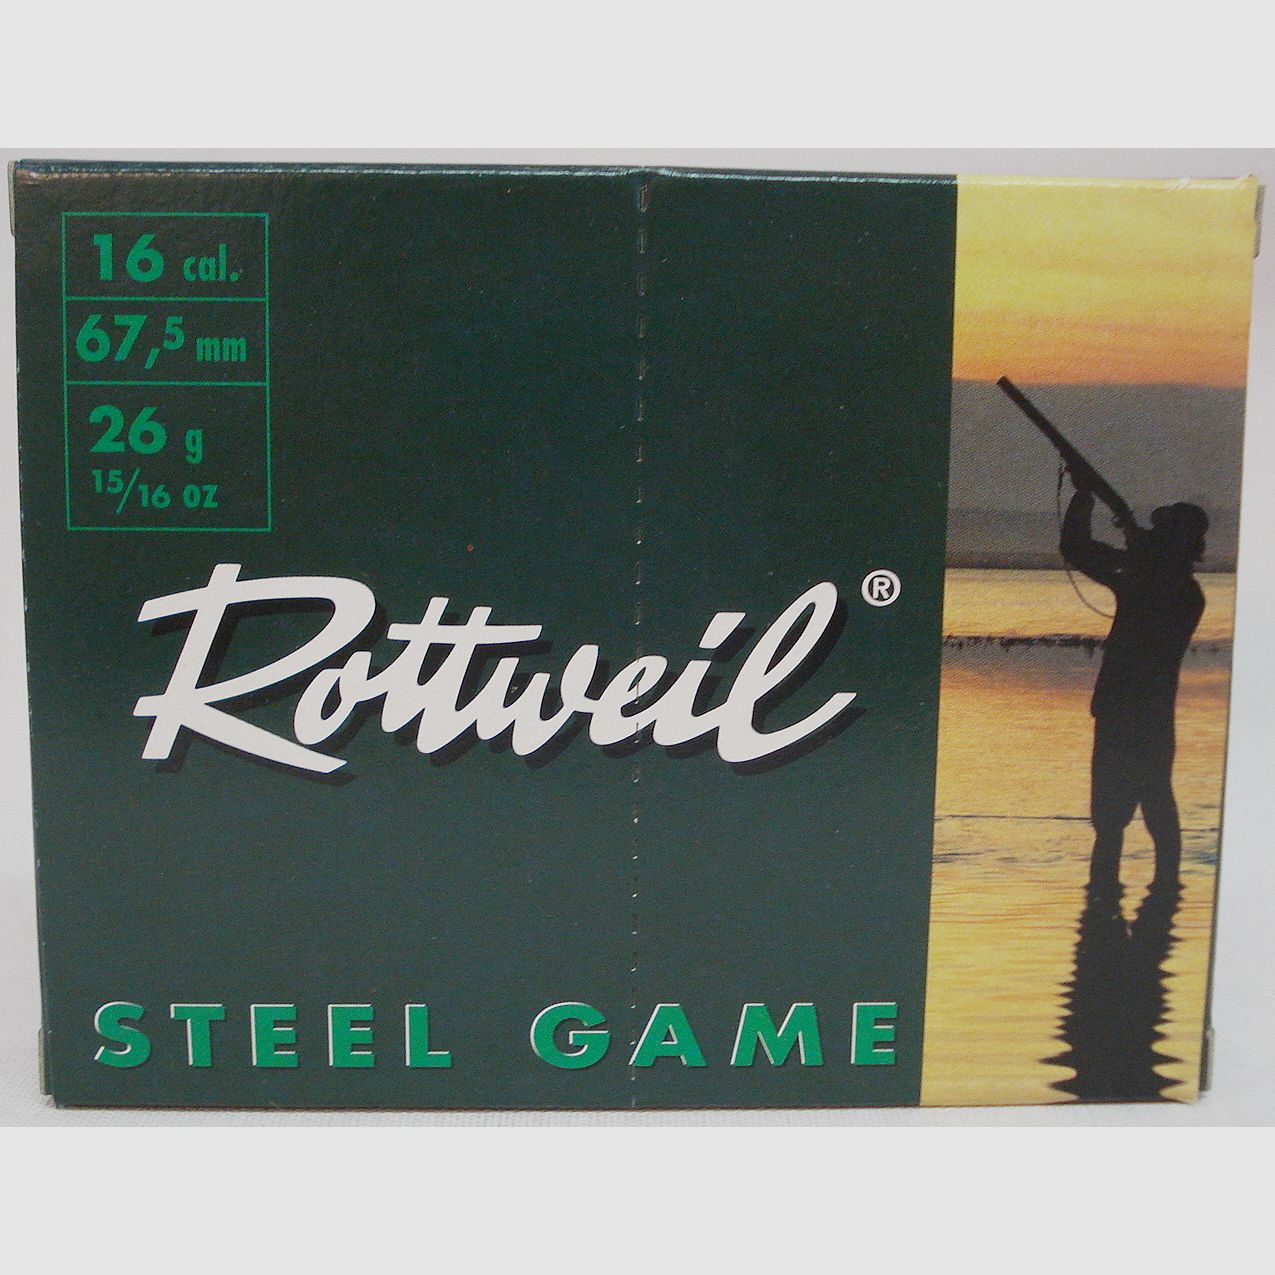 16 cal.
67,5 mm
26 g
15/16 oz
Rottweil®
STEEL GAME